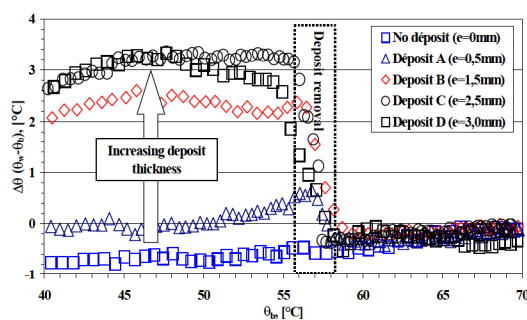 Δθ (θw-θb), [°C]
4
3
2
1
0
-1
40
45
50
55
60
65
70
θb, [°C]
Increasing deposit
thickness
Deposit removal
No déposit (e=0mm)
Déposit A (e=0,5mm)
Deposit B (e=1,5mm)
Deposit C (e=2,5mm)
Deposit D (e=3,0mm)